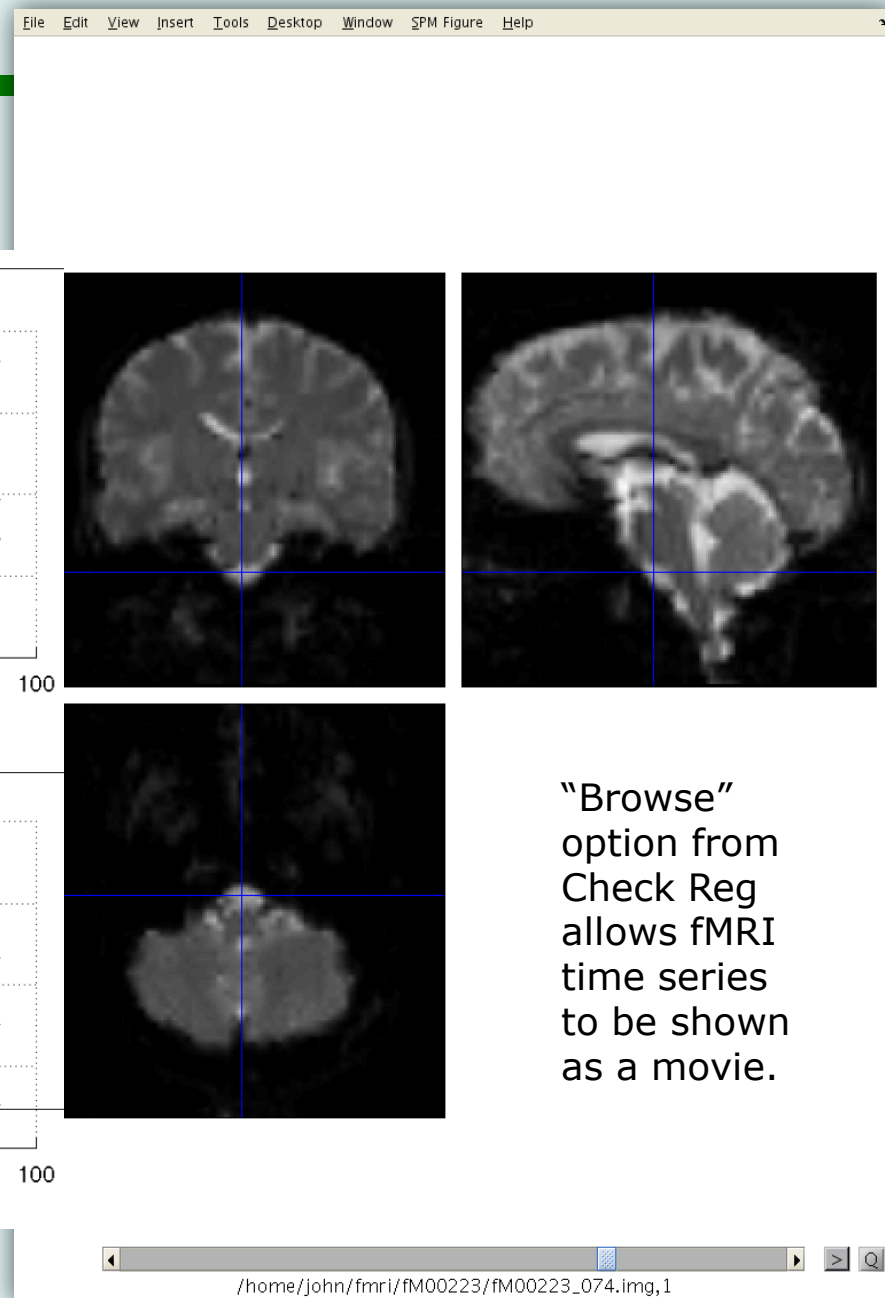 File Edit View Insert Tools Desktop Window SPM Figure Help
100
“Browse”
option from
Check Reg
allows fMRI
time series
to be shown
as a movie.
100
> Q
/home/john/fmri/fM00223/fM00223_074.img,1